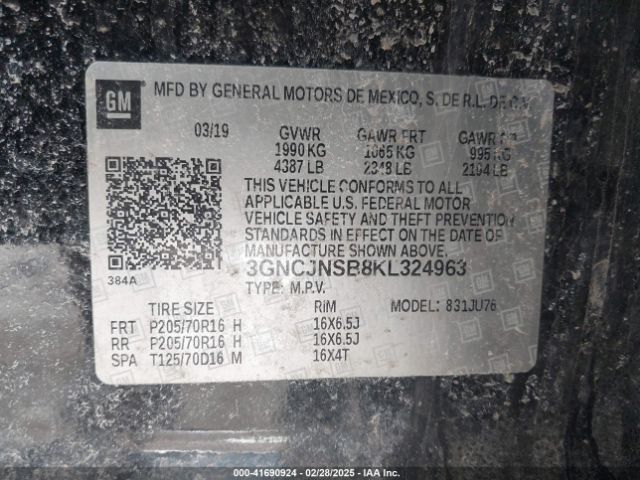 GM
MFD BY GENERAL MOTORS DE MEXICO, S. DE R.L. DE C.V.
03/19 GVWR GAWR FRT GAWR RR
1990 KG 1065 KG 995 KG
4387 LB 2348 LB 2194 LB
THIS VEHICLE CONFORMS TO ALL
APPLICABLE U.S. FEDERAL MOTOR
VEHICLE SAFETY AND THEFT PREVENTION
STANDARDS IN EFFECT ON THE DATE OF
MANUFACTURE SHOWN ABOVE.
384A
3GNCJNSB8KL324963
TYPE: M.P.V.
TIRE SIZE RIM MODEL: 831JU76
FRT P205/70R16 H 16X6.5J
RR P205/70R16 H 16X6.5J
SPA T125/70D16 M 16X4T
000-41690924 | 02/28/2025 - IAA Inc.